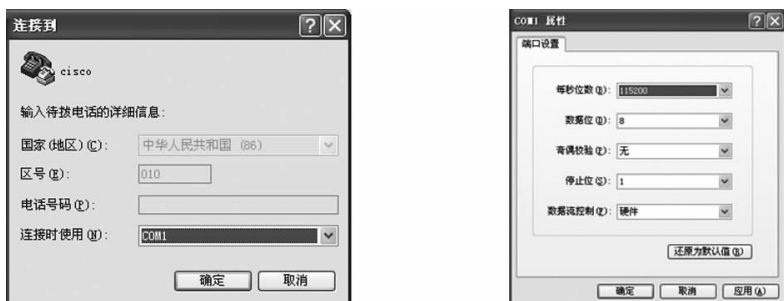 连接到
cisco
输入待拨电话的详细信息:
国家(地区)(C): 中华人民共和国 (86)
区号(E): 010
电话号码(P):
连接时使用(N): COM1
确定 取消
COM1 属性
端口设置
每秒位数(B): 115200
数据位(D): 8
奇偶校验(P): 无
停止位(S): 1
数据流控制(F): 硬件
还原为默认值(R)
确定 取消 应用(A)